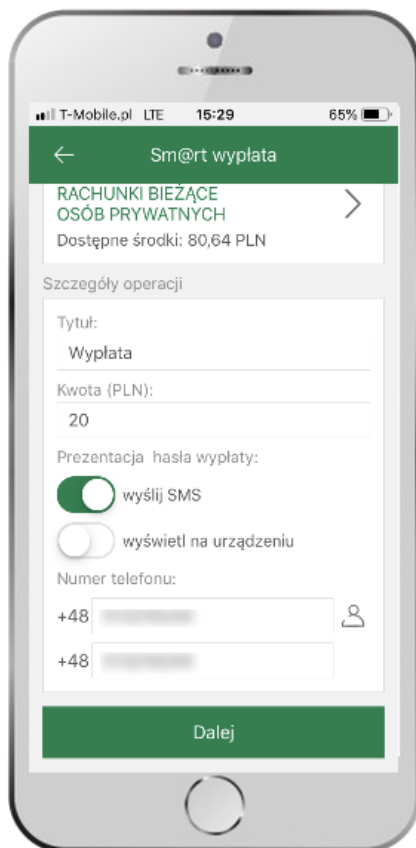 T-Mobile.pl LTE 15:29 65%
Sm@rt wypłata
RACHUNKI BIEŻĄCE
OSÓB PRYWATNYCH
Dostępne środki: 80,64 PLN
Szczegóły operacji
Tytuł:
Wypłata
Kwota (PLN):
20
Prezentacja hasła wypłaty:
wyślij SMS
wyświetl na urządzeniu
Numer telefonu:
+48
+48
Dalej